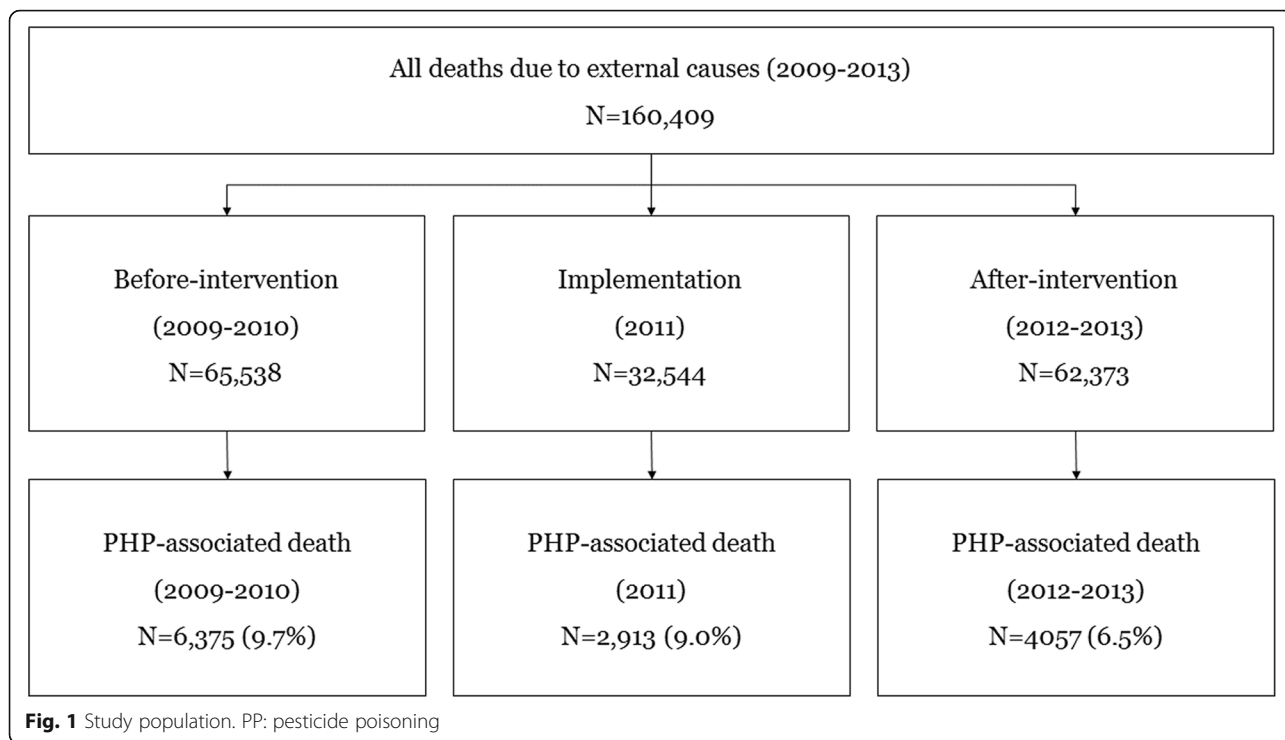 All deaths due to external causes (2009-2013)
N=160,409
Before-intervention
(2009-2010)
N=65,538
Implementation
(2011)
N=32,544
After-intervention
(2012-2013)
N=62,373
PHP-associated death
(2009-2010)
N=6,375 (9.7%)
PHP-associated death
(2011)
N=2,913 (9.0%)
PHP-associated death
(2012-2013)
N=4057 (6.5%)
Fig. 1 Study population. PP: pesticide poisoning